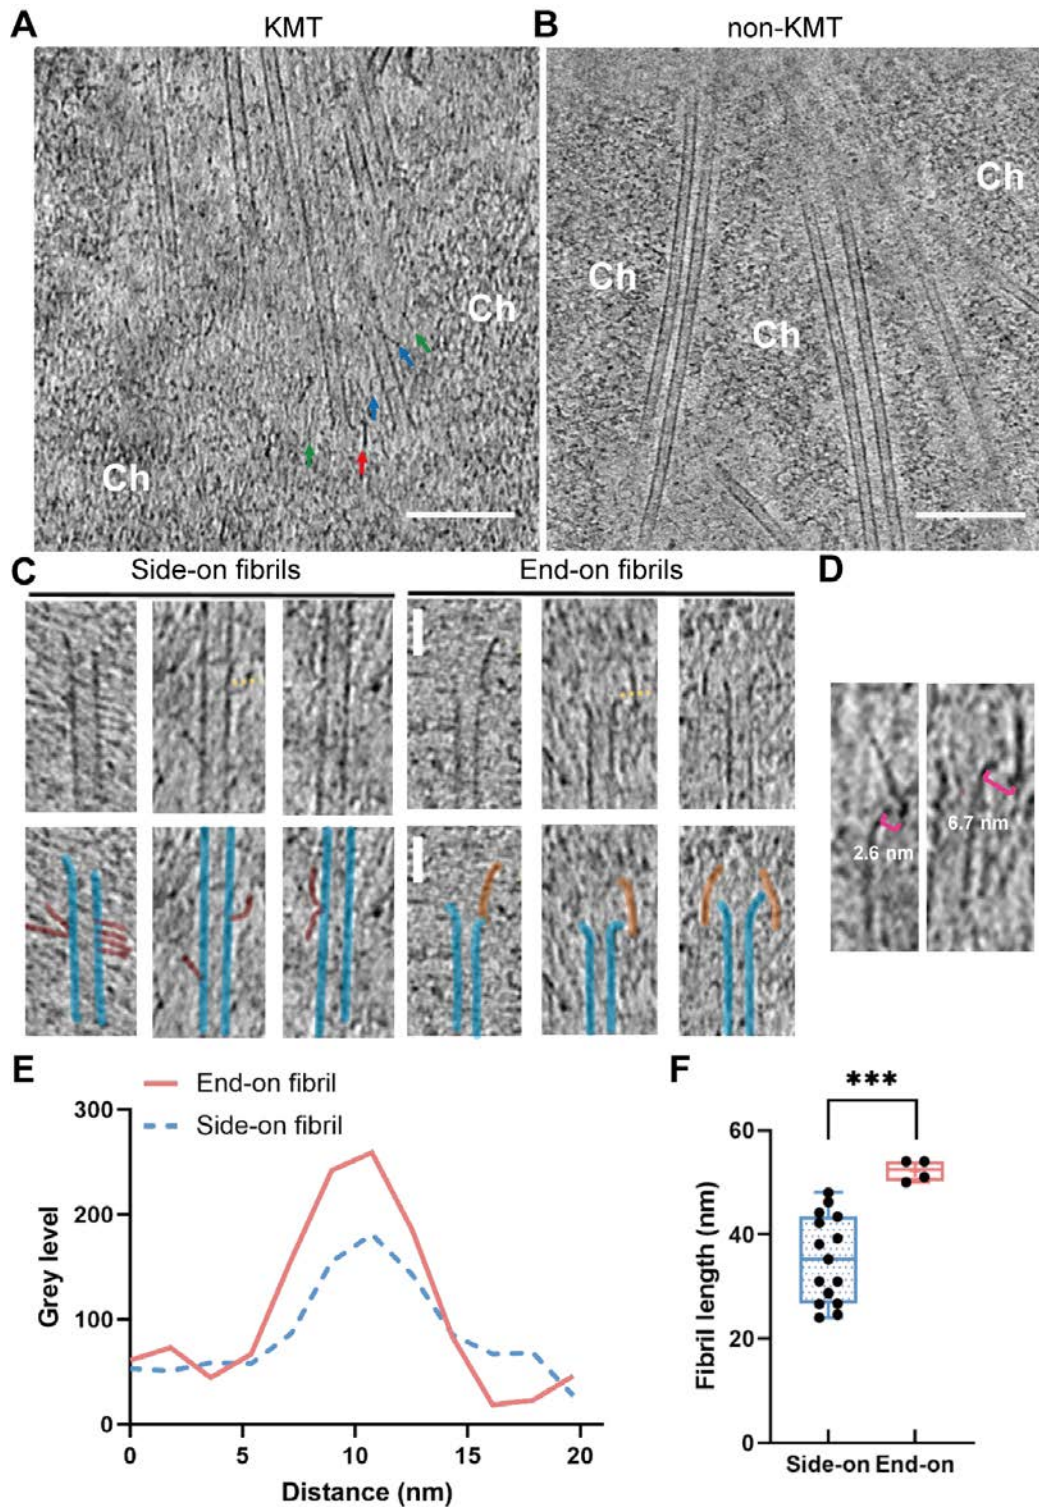 A
KMT
B
non-KMT
Ch
Ch
Ch
Ch
Ch
C
Side-on fibrils
End-on fibrils
D
2.6 nm
6.7 nm
E
End-on fibril
Side-on fibril
300
200
100
0
Grey level
0
5
10
15
20
Distance (nm)
F
***
60
40
20
0
Fibril length (nm)
Side-on End-on